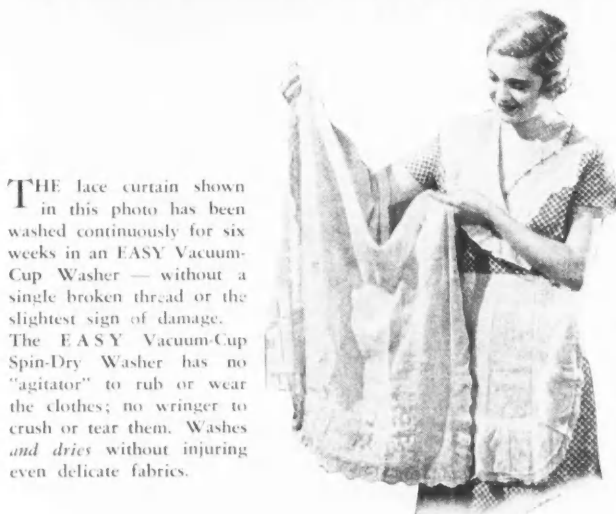 THE lace curtain shown
in this photo has been
washed continuously for six
weeks in an EASY Vacuum-
Cup Washer — without a
single broken thread or the
slightest sign of damage.
The EASY Vacuum-Cup
Spin-Dry Washer has no
"agitator" to rub or wear
the clothes; no wringer to
crush or tear them. Washes
and dries without injuring
even delicate fabrics.